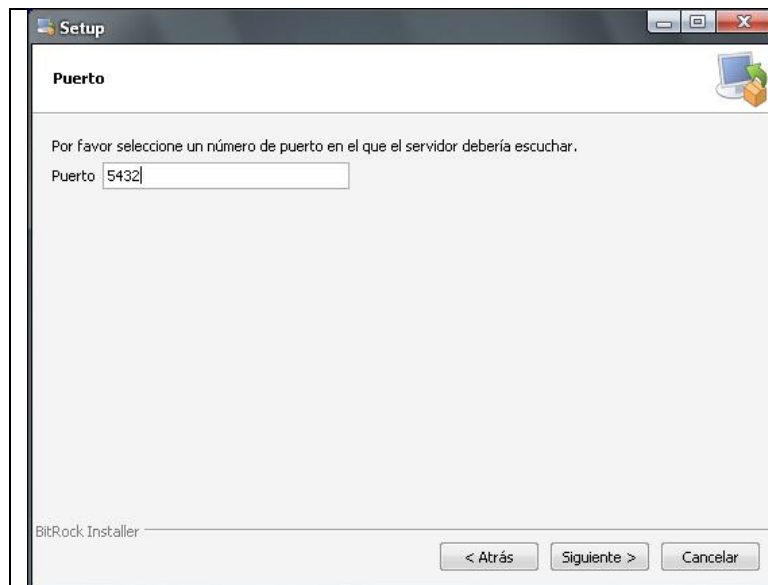 Setup
Puerto
Por favor seleccione un número de puerto en el que el servidor debería escuchar.
Puerto 5432
BitRock Installer
< Atrás Siguiente > Cancelar